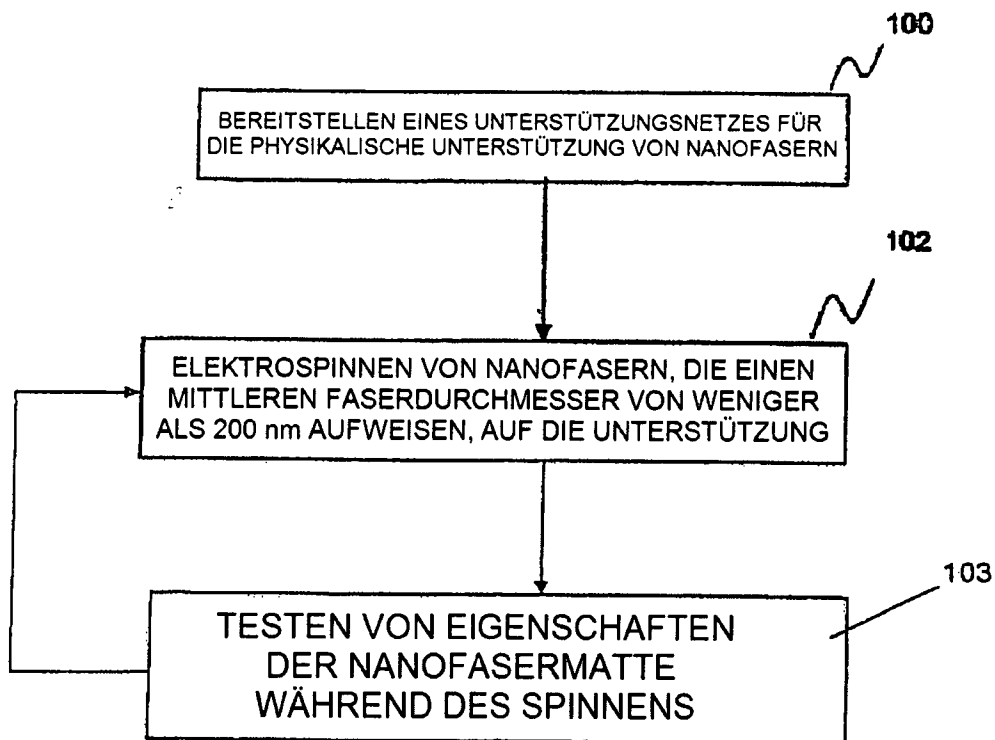 100
BEREITSTELLEN EINES UNTERSTÜTZUNGSNETZES FÜR
DIE PHYSIKALISCHE UNTERSTÜTZUNG VON NANOFASERN
102
ELEKTROSPINNEN VON NANOFASERN, DIE EINEN
MITTLEREN FASERDURCHMESSER VON WENIGER
ALS 200 nm AUFWEISEN, AUF DIE UNTERSTÜTZUNG
103
TESTEN VON EIGENSCHAFTEN
DER NANOFASERMATTE
WÄHREND DES SPINNENS